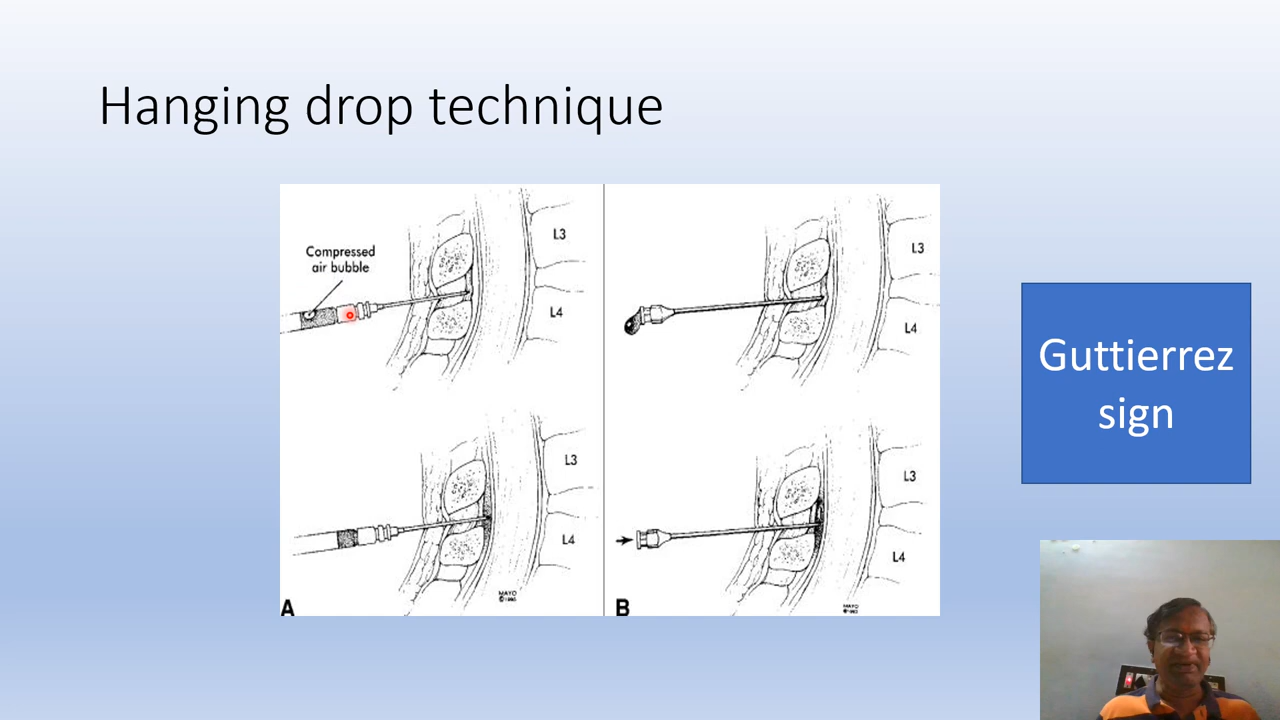 Hanging drop technique
Compressed
air bubble
L3
L4
L3
L4
MAYO
A
L3
L4
L3
L4
MAYO
B
Guttierrez
sign